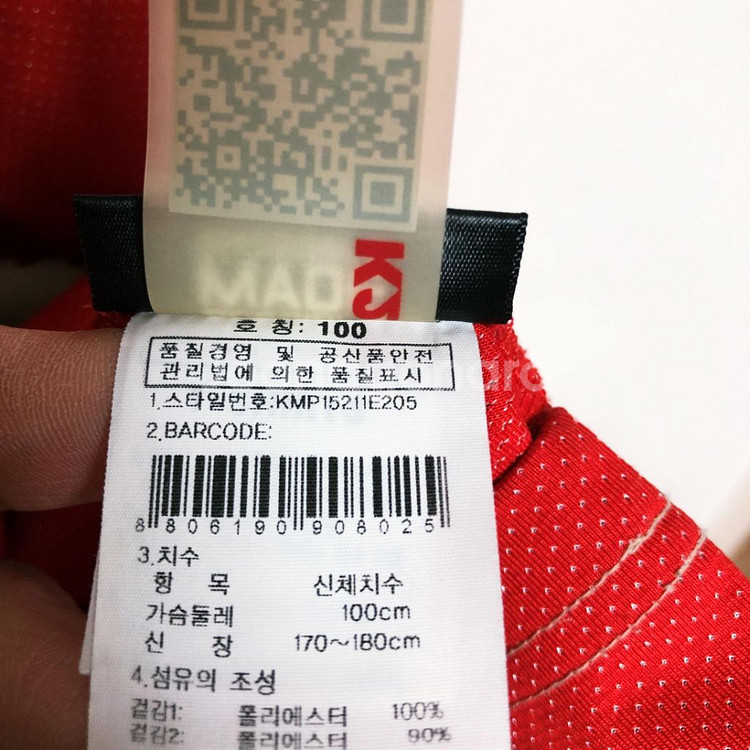 K
호 칭: 100
품질경영 및 공산품안전
관리법에 의한 품질표시
1.스타일번호:KMP15211E205
2.BARCODE:
8 806190 908025
3.치수
항 목 신체치수
가슴둘레 100cm
신 장 170~180cm
4.섬유의 조성
겉감1: 폴리에스터 100%
겉감2: 폴리에스터 90%